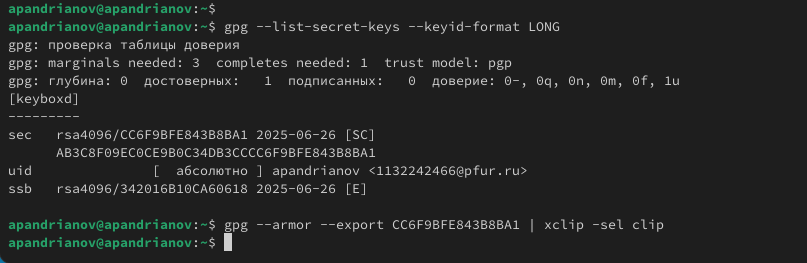 apandrianov@apandrianov:~$
apandrianov@apandrianov:~$ gpg --list-secret-keys --keyid-format LONG
gpg: проверка таблицы доверия
gpg: marginals needed: 3  completes needed: 1  trust model: pgp
gpg: глубина: 0  достоверных:   1  подписанных:   0  доверие: 0-, 0q, 0n, 0m, 0f, 1u
[keyboxd]
---------
sec   rsa4096/CC6F9BFE843B8BA1 2025-06-26 [SC]
      AB3C8F09EC0CE9B0C34DB3CCCC6F9BFE843B8BA1
uid               [  абсолютно ] apandrianov <1132242466@pfur.ru>
ssb   rsa4096/342016B10CA60618 2025-06-26 [E]

apandrianov@apandrianov:~$ gpg --armor --export CC6F9BFE843B8BA1 | xclip -sel clip
apandrianov@apandrianov:~$